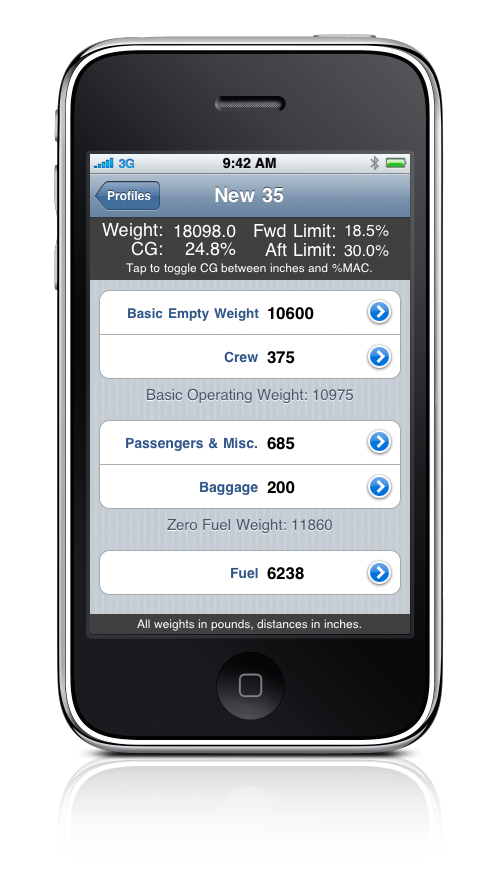 3G 9:42 AM
Profiles New 35
Weight: 18098.0 Fwd Limit: 18.5%
CG: 24.8% Aft Limit: 30.0%
Tap to toggle CG between inches and %MAC.
Basic Empty Weight 10600
Crew 375
Basic Operating Weight: 10975
Passengers & Misc. 685
Baggage 200
Zero Fuel Weight: 11860
Fuel 6238
All weights in pounds, distances in inches.